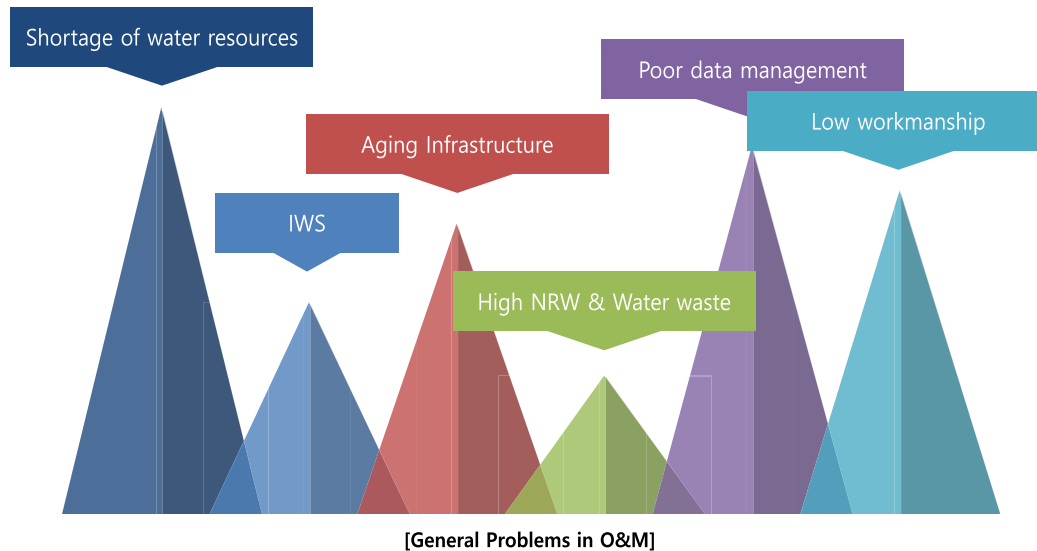 Shortage of water resources
Poor data management
Low workmanship
Aging Infrastructure
IWS
High NRW & Water waste
[General Problems in O&M]